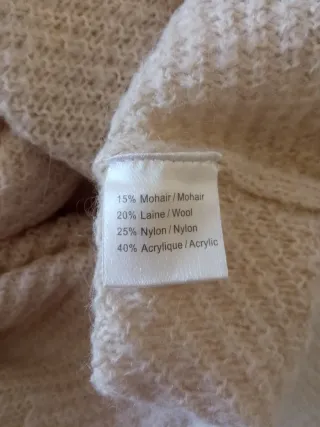 15% Mohair / Mohair
20% Laine / Wool
25% Nylon / Nylon
40% Acrylique / Acrylic